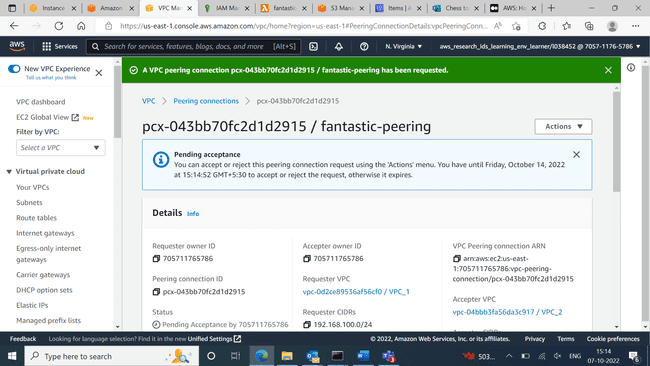 Instance
Amazon
VPC Man
IAM Man
fantastic
S3 Mana
Items | A
Chess to
AWS: Ho
https://us-east-1.console.aws.amazon.com/vpc/home?region=us-east-1#PeeringConnectionDetails:vpcPeeringConn...
aws
Services
Search for services, features, blogs, docs, and more
[Alt+S]
N. Virginia
aws_research_ids_learning_env_learner/l038452 @ 7057-1176-5786
New VPC Experience
Tell us what you think
A VPC peering connection pcx-043bb70fc2d1d2915 / fantastic-peering has been requested.
VPC dashboard
EC2 Global View
New
Filter by VPC:
Select a VPC
Virtual private cloud
Your VPCs
Subnets
Route tables
Internet gateways
Egress-only internet
gateways
Carrier gateways
DHCP option sets
Elastic IPs
Managed prefix lists
VPC
Peering connections
pcx-043bb70fc2d1d2915
pcx-043bb70fc2d1d2915 / fantastic-peering
Actions
Pending acceptance
You can accept or reject this peering connection request using the 'Actions' menu. You have until Friday, October 14, 2022
at 15:14:52 GMT+5:30 to accept or reject the request, otherwise it expires.
Details
Info
Requester owner ID
705711765786
Peering connection ID
pcx-043bb70fc2d1d2915
Status
Pending Acceptance by 705711765786
Accepter owner ID
705711765786
Requester VPC
vpc-0d2ce89536af56cf0 / VPC_1
Requester CIDRs
192.168.100.0/24
VPC Peering connection ARN
arn:aws:ec2:us-east-
1:705711765786:vpc-peering-
connection/pcx-043bb70fc2d1d2915
Accepter VPC
vpc-04bbb3fa56da3c917 / VPC_2
Feedback
Looking for language selection? Find it in the new Unified Settings
© 2022, Amazon Web Services, Inc. or its affiliates.
Privacy
Terms
Cookie preferences
Type here to search
503...
ENG
15:14
07-10-2022
6